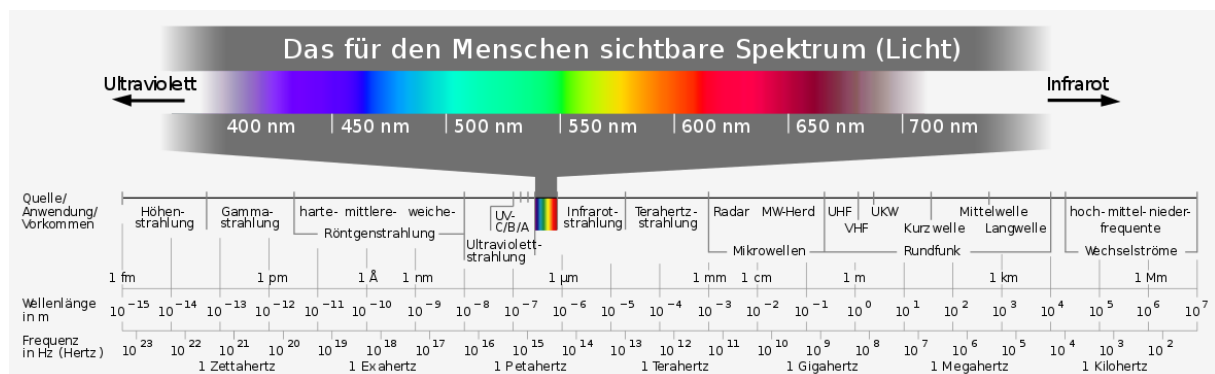 Das für den Menschen sichtbare Spektrum (Licht)
Ultraviolett
Infrarot
400 nm 450 nm 500 nm 550 nm 600 nm 650 nm 700 nm
Quelle/
Anwendung/
Vorkommen
Höhen-
strahlung
Gamma-
strahlung
harte- mittlere- weiche-
Röntgenstrahlung
UV-
C/B/A
Ultraviolett-
strahlung
Infrarot-
strahlung
Terahertz-
strahlung
Radar MW-Herd
Mikrowellen
UHF UKW Mittelwelle
VHF Kurzwelle Langwelle
Rundfunk
hoch- mittel- nieder-
frequente
Wechselströme
1 fm 1 pm 1 Å 1 nm 1 µm 1 mm 1 cm 1 m 1 km 1 Mm
Wellenlänge
in m
10⁻¹⁵ 10⁻¹⁴ 10⁻¹³ 10⁻¹² 10⁻¹¹ 10⁻¹⁰ 10⁻⁹ 10⁻⁸ 10⁻⁷ 10⁻⁶ 10⁻⁵ 10⁻⁴ 10⁻³ 10⁻² 10⁻¹ 10⁰ 10¹ 10² 10³ 10⁴ 10⁵ 10⁶ 10⁷
Frequenz
in Hz (Hertz)
10²³ 10²² 10²¹ 10²⁰ 10¹⁹ 10¹⁸ 10¹⁷ 10¹⁶ 10¹⁵ 10¹⁴ 10¹³ 10¹² 10¹¹ 10¹⁰ 10⁹ 10⁸ 10⁷ 10⁶ 10⁵ 10⁴ 10³ 10²
1 Zettahertz 1 Exahertz 1 Petahertz 1 Terahertz 1 Gigahertz 1 Megahertz 1 Kilohertz